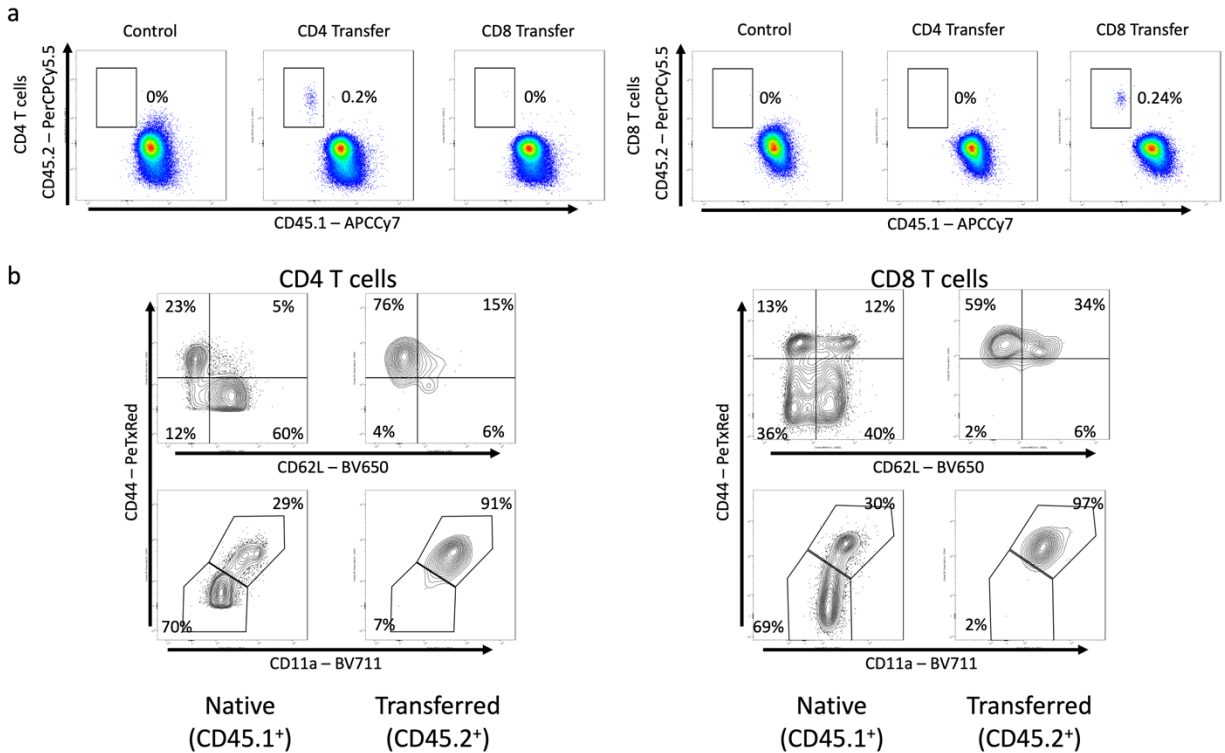 a
Control
CD4 Transfer
CD8 Transfer
CD4 T cells
CD45.2 – PerCPCy5.5
0%
0.2%
0%
CD45.1 – APCCy7
Control
CD4 Transfer
CD8 Transfer
CD8 T cells
CD45.2 – PerCPCy5.5
0%
0%
0.24%
CD45.1 – APCCy7
b
CD4 T cells
CD44 – PeTxRed
23%
5%
12%
60%
76%
15%
4%
6%
CD62L – BV650
29%
70%
91%
7%
CD11a – BV711
Native
(CD45.1⁺)
Transferred
(CD45.2⁺)
CD8 T cells
CD44 – PeTxRed
13%
12%
36%
40%
59%
34%
2%
6%
CD62L – BV650
30%
69%
97%
2%
CD11a – BV711
Native
(CD45.1⁺)
Transferred
(CD45.2⁺)